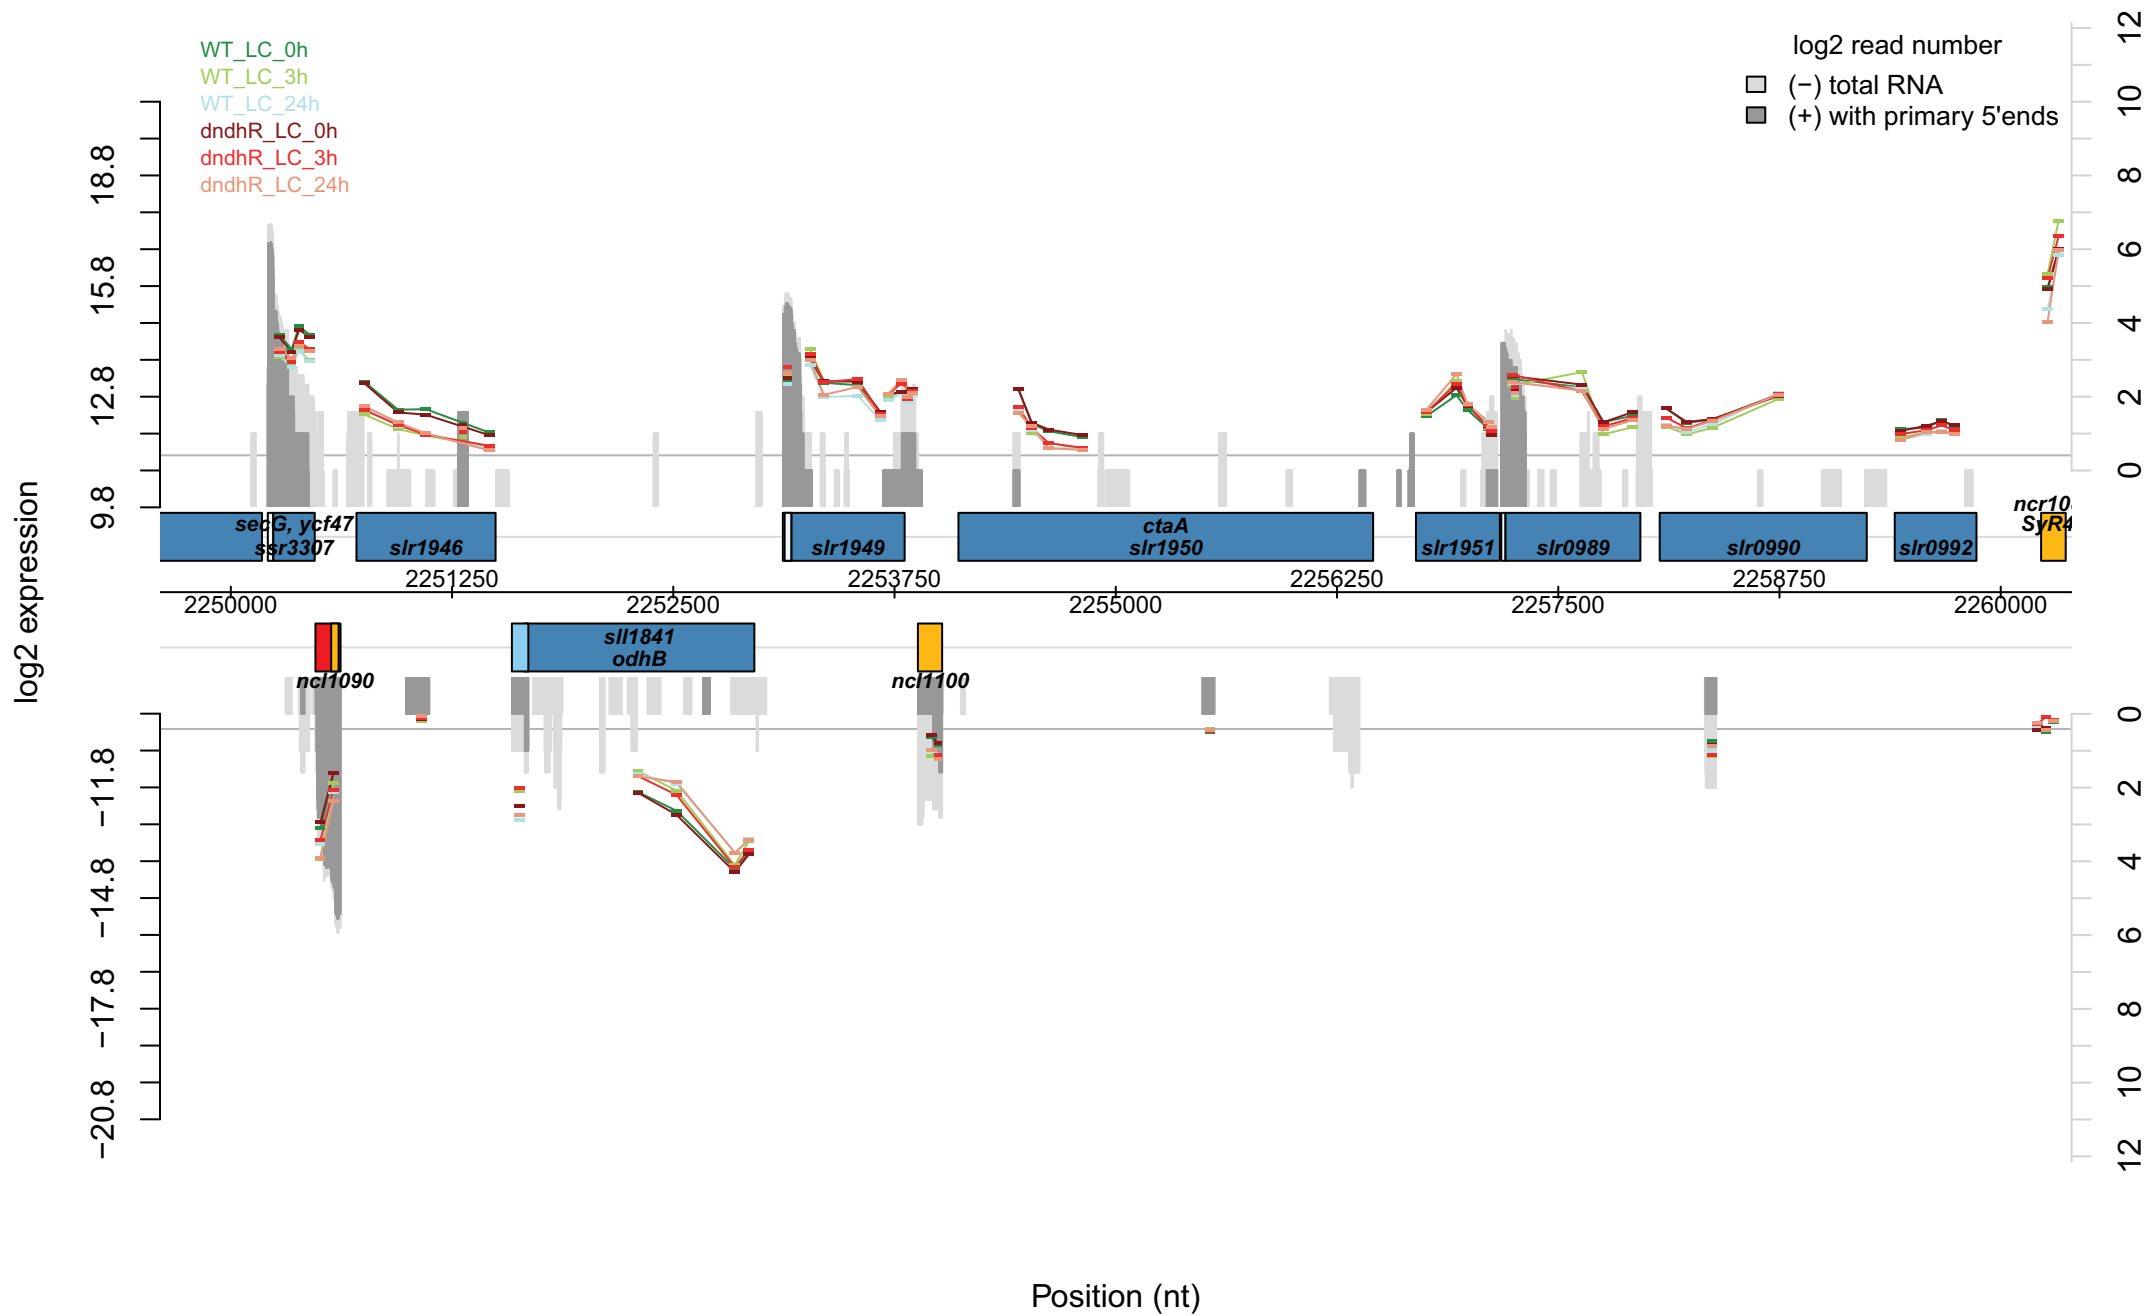 WT_LC_0h
WT_LC_3h
WT_LC_24h
dndhR_LC_0h
dndhR_LC_3h
dndhR_LC_24h
log2 read number
(−) total RNA
(+) with primary 5'ends
12
10
8
6
4
2
0
18.8
15.8
12.8
9.8
log2 expression
secG, ycf47
ssr3307
slr1946
slr1949
ctaA
slr1950
slr1951
slr0989
slr0990
slr0992
ncr10
SyR4
2251250
2253750
2256250
2258750
2250000
2252500
2255000
2257500
2260000
sll1841
odhB
ncl1090
ncl1100
−11.8
−14.8
−17.8
−20.8
0
2
4
6
8
10
12
Position (nt)